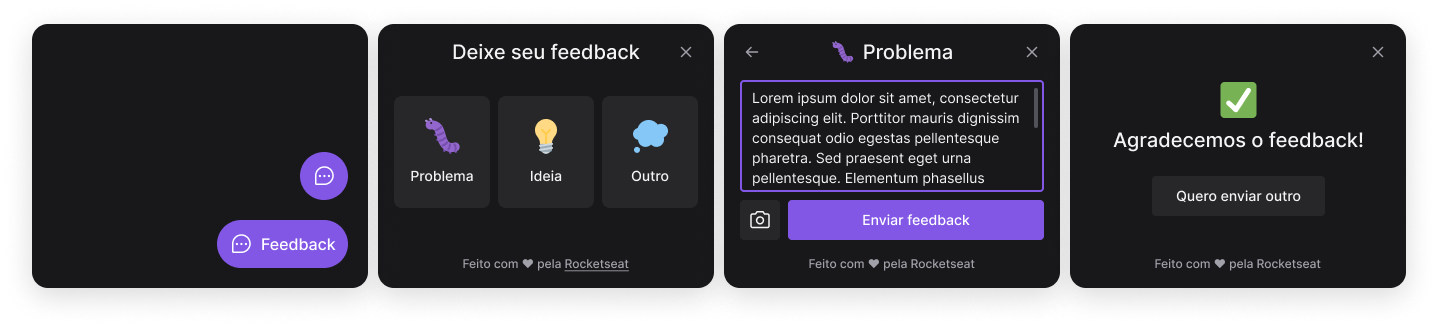 Feedback
Deixe seu feedback
Problema
Ideia
Outro
Feito com ❤ pela Rocketseat
Problema
Lorem ipsum dolor sit amet, consectetur
adipiscing elit. Porttitor mauris dignissim
consequat odio egestas pellentesque
pharetra. Sed praesent eget urna
pellentesque. Elementum phasellus
Enviar feedback
Feito com ❤ pela Rocketseat
Agradecemos o feedback!
Quero enviar outro
Feito com ❤ pela Rocketseat